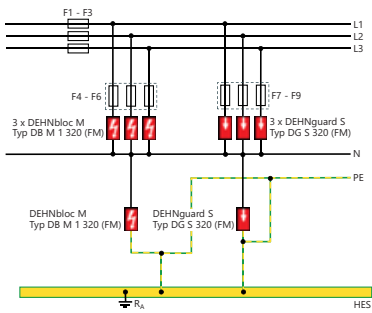 F1 - F3
L1
L2
L3
F4 - F6
F7 - F9
3 x DEHNbloc M
Typ DB M 1 320 (FM)
3 x DEHNguard S
Typ DG S 320 (FM)
N
PE
DEHNbloc M
Typ DB M 1 320 (FM)
DEHNguard S
Typ DG S 320 (FM)
RA
HES